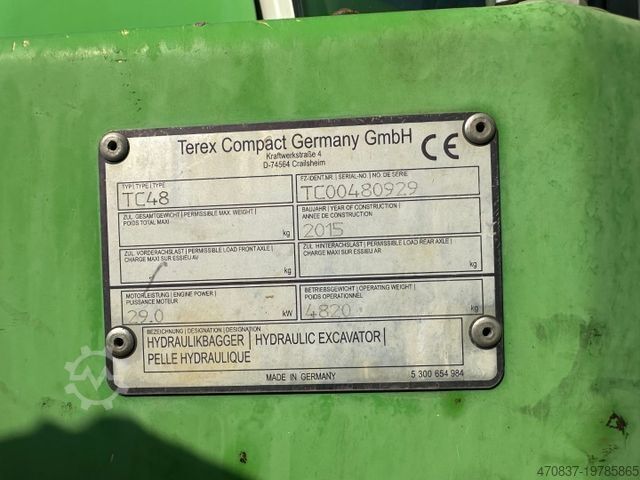 Terex Compact Germany GmbH
Kraftwerkstraße 4
D-74564 Crailsheim
CE
TYP | TYPE | TYPE
TC48
FZ-IDENT.NR. | SERIAL-NO. | NO. DE SERIE
TC00480929
ZUL. GESAMTGEWICHT | PERMISSIBLE MAX. WEIGHT |
POIDS TOTAL MAXI
kg
BAUJAHR | YEAR OF CONSTRUCTION |
ANNÉE DE CONSTRUCTION
2015
ZUL. VORDERACHSLAST | PERMISSIBLE LOAD FRONT AXLE |
CHARGE MAXI SUR ESSIEU AV
kg
ZUL. HINTERACHSLAST | PERMISSIBLE LOAD REAR AXLE |
CHARGE MAXI SUR ESSIEU AR
kg
MOTORLEISTUNG | ENGINE POWER |
PUISSANCE MOTEUR
29.0 kW
BETRIEBSGEWICHT | OPERATING WEIGHT |
POIDS OPERATIONNEL
4820 kg
BEZEICHNUNG | DESIGNATION | DESIGNATION
HYDRAULIKBAGGER | HYDRAULIC EXCAVATOR |
PELLE HYDRAULIQUE
MADE IN GERMANY
5 300 654 984
470837-19785865